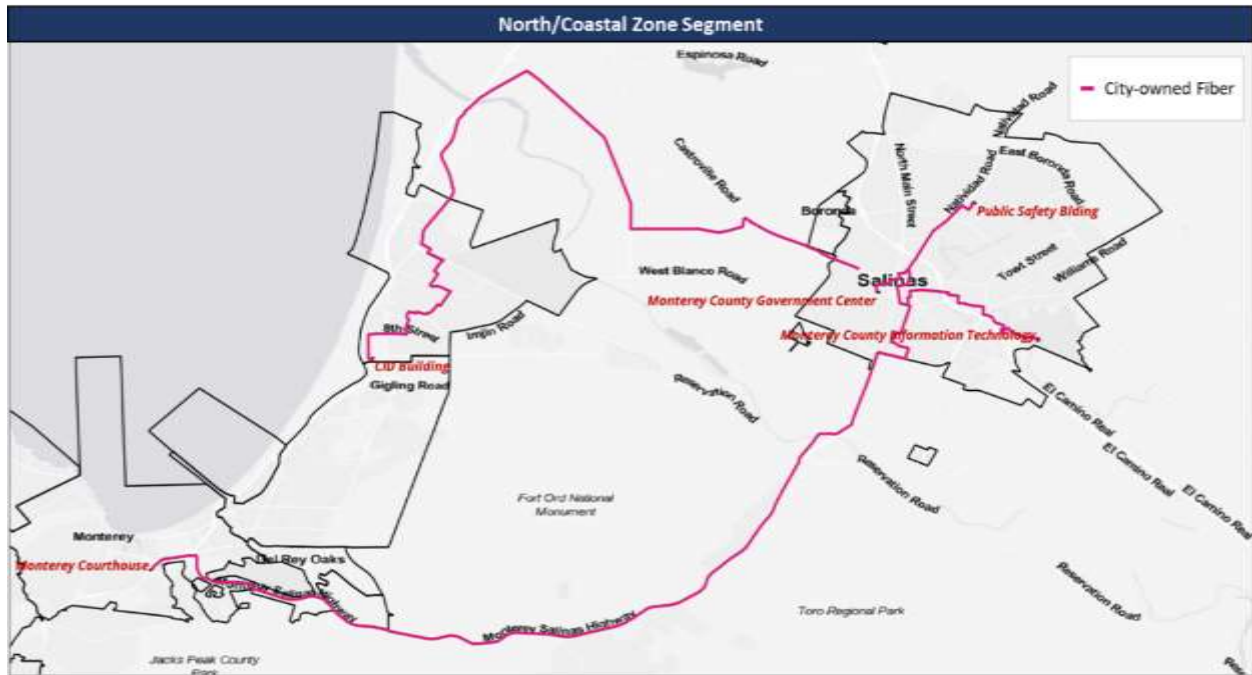 North/Coastal Zone Segment
City-owned Fiber
Espinosa Road
Castroville Road
North Main Street
Natividad Road
Natividad Road
East Boronda Road
Boronda
Public Safety Blding
Towt Street
Williams Road
West Blanco Road
Salinas
Monterey County Government Center
Monterey County Information Technology
8th Street
Imjin Road
CID Building
Gigling Road
El Camino Real
El Camino Real
El Camino Real
Reservation Road
Fort Ord National
Monument
Monterey
Monterey Courthouse
Del Rey Oaks
Monterey Salinas Highway
Toro Regional Park
Jacks Peak County
Park